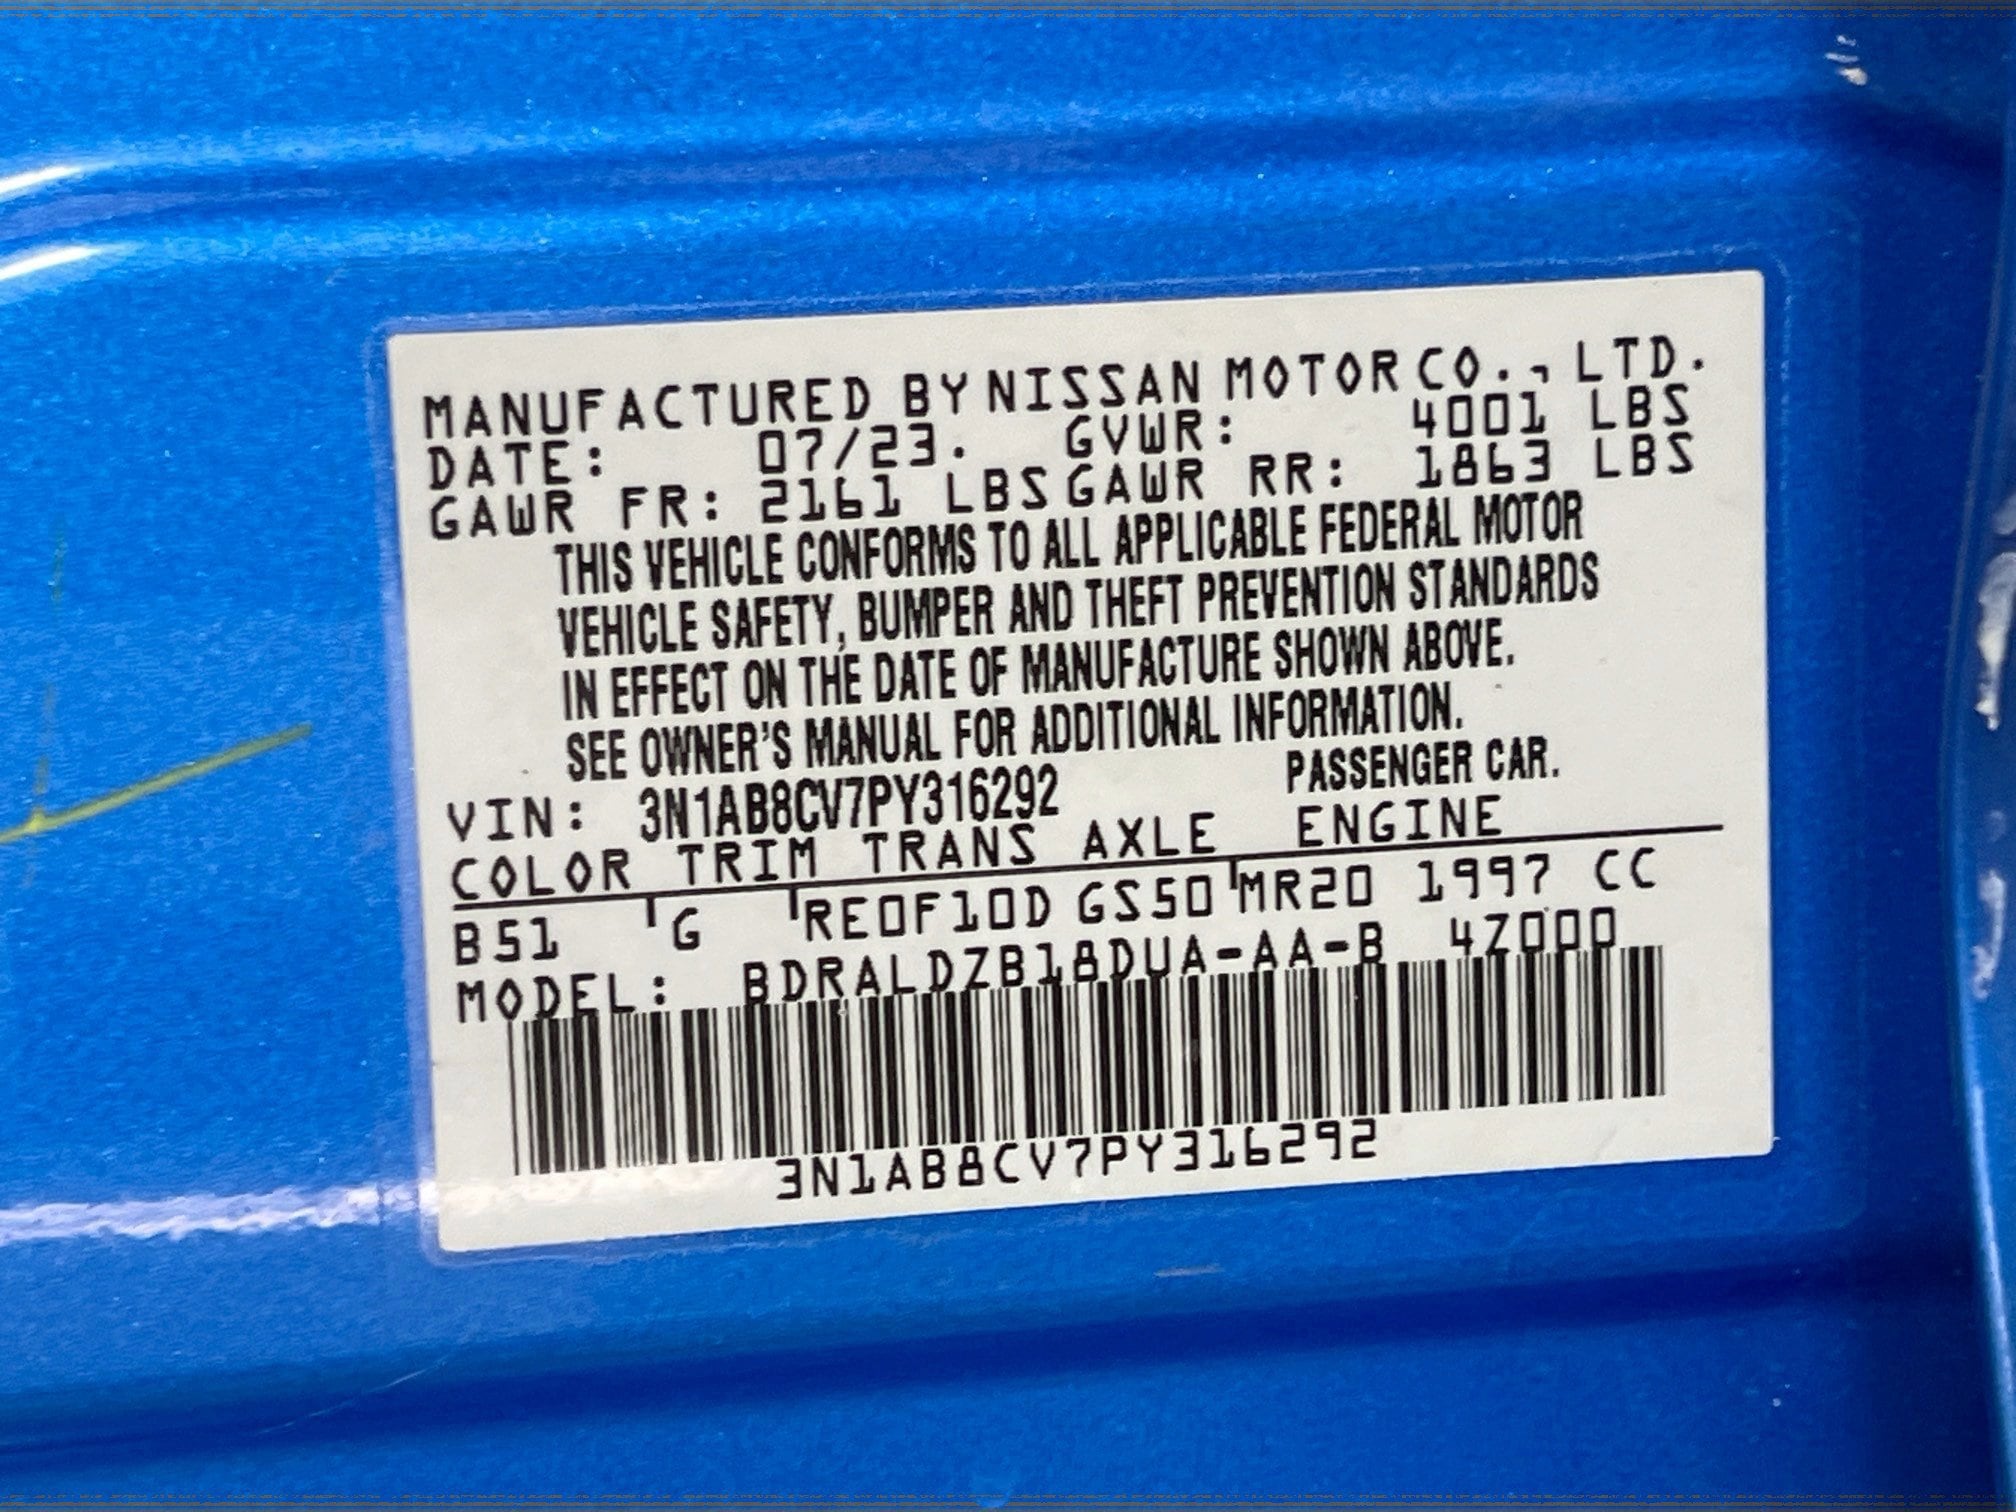 MANUFACTURED BY NISSAN MOTOR CO., LTD.
DATE: 07/23. GVWR: 4001 LBS
GAWR FR: 2161 LBS GAWR RR: 1863 LBS
THIS VEHICLE CONFORMS TO ALL APPLICABLE FEDERAL MOTOR
VEHICLE SAFETY, BUMPER AND THEFT PREVENTION STANDARDS
IN EFFECT ON THE DATE OF MANUFACTURE SHOWN ABOVE.
SEE OWNER'S MANUAL FOR ADDITIONAL INFORMATION.
VIN: 3N1AB8CV7PY316292 PASSENGER CAR.
COLOR TRIM TRANS AXLE ENGINE
B51 G RE0F10D GS50 MR20 1997 CC
MODEL: BDRALDZB18DUA-AA-B 4Z000
3N1AB8CV7PY316292